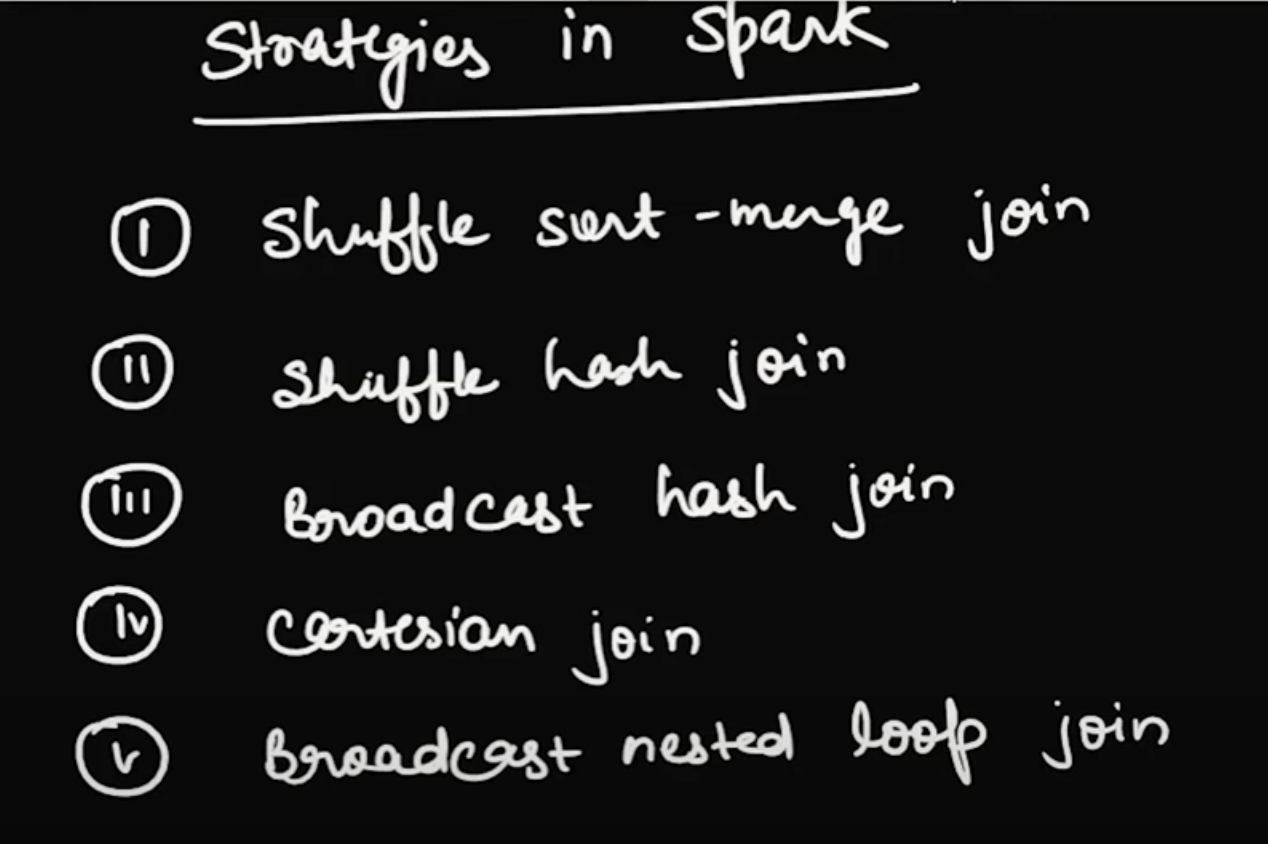 Strategies in Spark
I Shuffle sort-merge join
II Shuffle hash join
III Broadcast hash join
IV Cartesian join
V Broadcast nested loop join